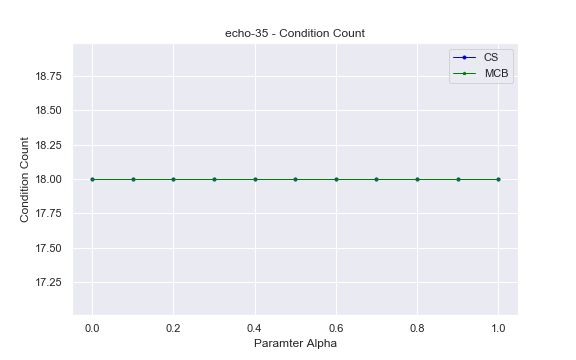 echo-35 - Condition Count
CS
MCB
18.75
18.50
18.25
18.00
17.75
17.50
17.25
Condition Count
0.0 0.2 0.4 0.6 0.8 1.0
Paramter Alpha